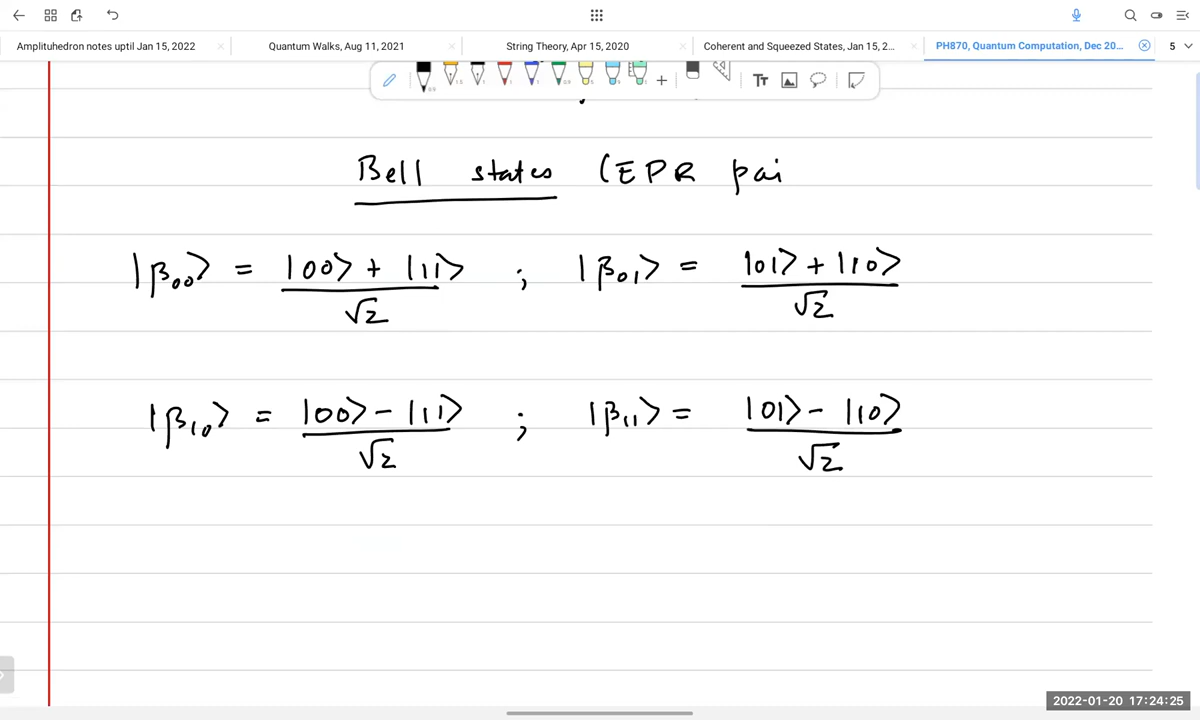 Amplituhedron notes uptil Jan 15, 2022
Quantum Walks, Aug 11, 2021
String Theory, Apr 15, 2020
Coherent and Squeezed States, Jan 15, 2...
PH870, Quantum Computation, Dec 20...
5
Tт
Bell states (EPR pai
|β₀₀⟩ = |00⟩ + |11⟩ / √2 ; |β₀₁⟩ = |01⟩ + |10⟩ / √2
|β₁₀⟩ = |00⟩ - |11⟩ / √2 ; |β₁₁⟩ = |01⟩ - |10⟩ / √2
2022-01-20 17:24:25